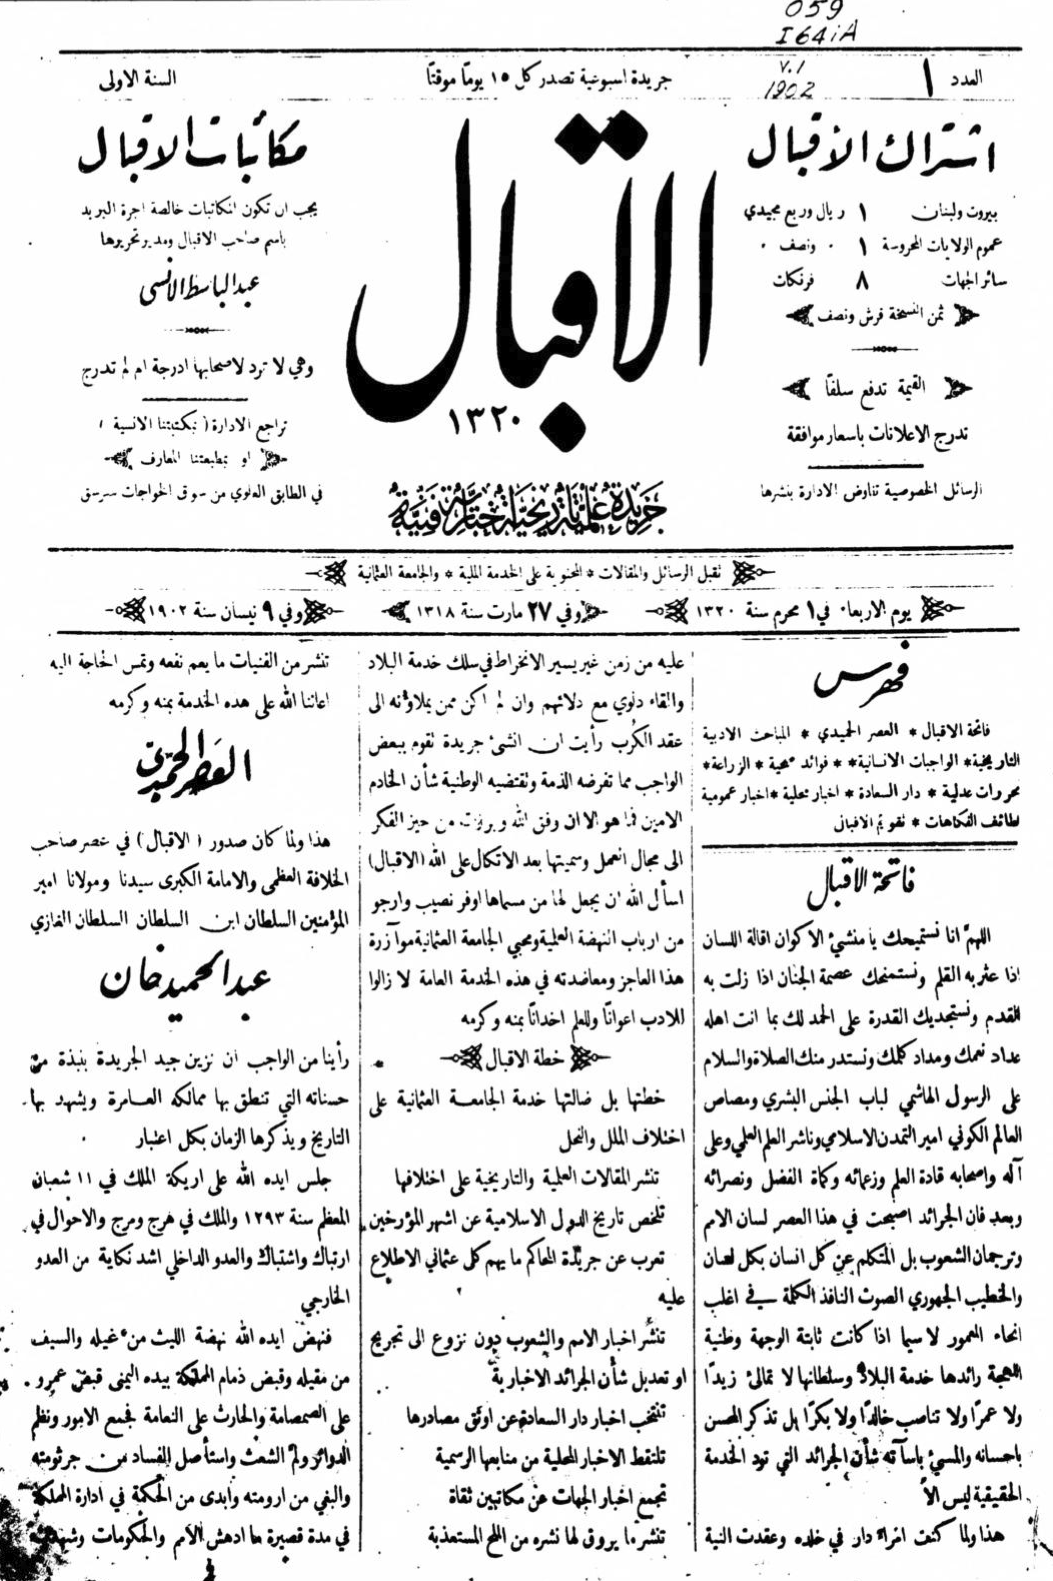 059
I64iA
v.1
1902
العدد ١
جريدة اسبوعية تصدر كل ١٥ يوماً موقتاً
السنة الاولى
اشتراك الاقبال
بيروت ولبنان ١ ريال وربع مجيدي
عموم الولايات المحروسة ١ ٠ ونصف ٠
سائر الجهات ٨ فرنكات
ثمن النسخة قرش ونصف
القيمة تدفع سلفاً
تدرج الاعلانات باسعار موافقة
الرسائل الخصوصية تفاوض الادارة بنشرها
الاقبال
١٣٢٠
جريدة علمية تاريخية اخبارية فنية
مكاتبات الاقبال
يجب ان تكون المكاتبات خالصة اجرة البريد
باسم صاحب الاقبال ومدير تحريرها
عبد الباسط الانسي
وهي لا ترد لاصحابها ادرجة ام لم تدرج
تراجع الادارة ( بمكتبتنا الانسية )
او بمطبعتنا المعارف
في الطابق العلوي من سوق الخواجات سرسق
تقبل الرسائل والمقالات * المحتوية على الخدمة الملية * والجامعة العثمانية
يوم الاربعاء في ١ محرم سنة ١٣٢٠
وفي ٢٧ مارت سنة ١٣١٨
وفي ٩ نيسان سنة ١٩٠٢
فهرس
فاتحة الاقبال * العصر الحميدي * المباحث الادبية
التاريخية * الواجبات الانسانية * * فوائد صحية * الزراعة *
محررات عدلية * دار السعادة * اخبار محلية * اخبار عمومية
لطائف الفكاهات * تقويم الاقبال
فاتحة الاقبال
اللهم انا نستميحك يا منشئ الاكوان اقالة اللسان
اذا عثر به القلم ونستمنحك عصمة الجنان اذا زلت به
القدم ونستجديك القدرة على الحمد لك بما انت اهله
عداد نعمك ومداد كلمك ونستدر منك الصلاة والسلام
على الرسول الهاشمي لباب الجنس البشري ومصاص
العالم الكوني امير التمدن الاسلامي وناشر العلم العلمي وعلى
آله واصحابه قادة العلم وزعمائه وكماة الفضل ونصرائه
وبعد فان الجرائد اصبحت في هذا العصر لسان الامم
وترجمان الشعوب بل المتكلم عن كل انسان بكل لسان
والخطيب الجهوري الصوت النافذ الكلمة في اغلب
انحاء المعمور لا سيما اذا كانت ثابتة الوجهة وطنية
اللهجة رائدها خدمة البلاد وسلطانها لا تمالئ زيداً
ولا عمراً ولا تناصب خالداً ولا بكراً بل تذكر المحسن
باحسانه والمسئ باسآته شأن الجرائد التي تود الخدمة
الحقيقية ليس الاّ
هذا ولما كنت امراء دار في خلده وعقدت النية
عليه من زمن غير يسير الانخراط في سلك خدمة البلاد
والقاء دلوي مع دلائهم وان لم اكن ممن يملاؤنه الى
عقد الكرب رأيت ان انشئ جريدة تقوم ببعض
الواجب مما تفرضه الذمة وتقتضيه الوطنية شأن الخادم
الامين فما هو الا ان وفق الله وبرزت من حيز الفكر
الى مجال العمل وسميتها بعد الاتكال على الله (الاقبال)
اسأل الله ان يجعل لها من مسماها اوفر نصيب وارجو
من ارباب النهضة العلمية ومحبي الجامعة العثمانية موآزرة
هذا العاجز ومعاضدته في هذه الخدمة العامة لا زالوا
للادب اعواناً وللعلم اخداناً بمنه وكرمه
خطة الاقبال
خطتها بل ضالتها خدمة الجامعة العثمانية على
اختلاف الملل والنحل
تنشر المقالات العلمية والتاريخية على اختلافها
تلخص تاريخ الدول الاسلامية عن اشهر المؤرخين
تعرب عن جريدة المحاكم ما يهم كل عثماني الاطلاع
عليه
تنشر اخبار الامم والشعوب دون نزوع الى تجريح
او تعديل شأن الجرائد الاخبارية
تنتخب اخبار دار السعادة عن اوثق مصادرها
تلتقط الاخبار المحلية من منابعها الرسمية
تجمع اخبار الجهات عن مكاتبين ثقاة
تنشر ما يروق لها نشره من الملح المستعذبة
تنشر من الفنيات ما يعم نفعه وتمس الحاجة اليه
اعاننا الله على هذه الخدمة بمنه وكرمه
العصر الحميدي
هذا ولما كان صدور ( الاقبال ) في عصر صاحب
الخلافة العظمى والامامة الكبرى سيدنا ومولانا امير
المؤمنين السلطان ابن السلطان السلطان الغازي
عبد الحميد خان
رأينا من الواجب ان نزين جيد الجريدة بنبذة من
حسناته التي تنطق بها ممالكه العامرة ويشهد بها
التاريخ ويذكرها الزمان بكل اعتبار
جلس ايده الله على اريكة الملك في ١١ شعبان
المعظم سنة ١٢٩٣ والملك في هرج ومرج والاحوال في
ارتباك واشتباك والعدو الداخلي اشد نكاية من العدو
الخارجي
فنهض ايده الله نهضة الليث من غيله والسيف
من مقيله وقبض ذمام المملكة بيده اليمنى قبض عمرو
على الصمصامة والحارث على النعامة فجمع الامور ونظم
الدوائر ولم الشعث واستأصل الفساد من جرثومته
والبغي من ارومته وأبدى من الحكمة في ادارة المملكة
في مدة قصيرة ما ادهش الامم والحكومات
في